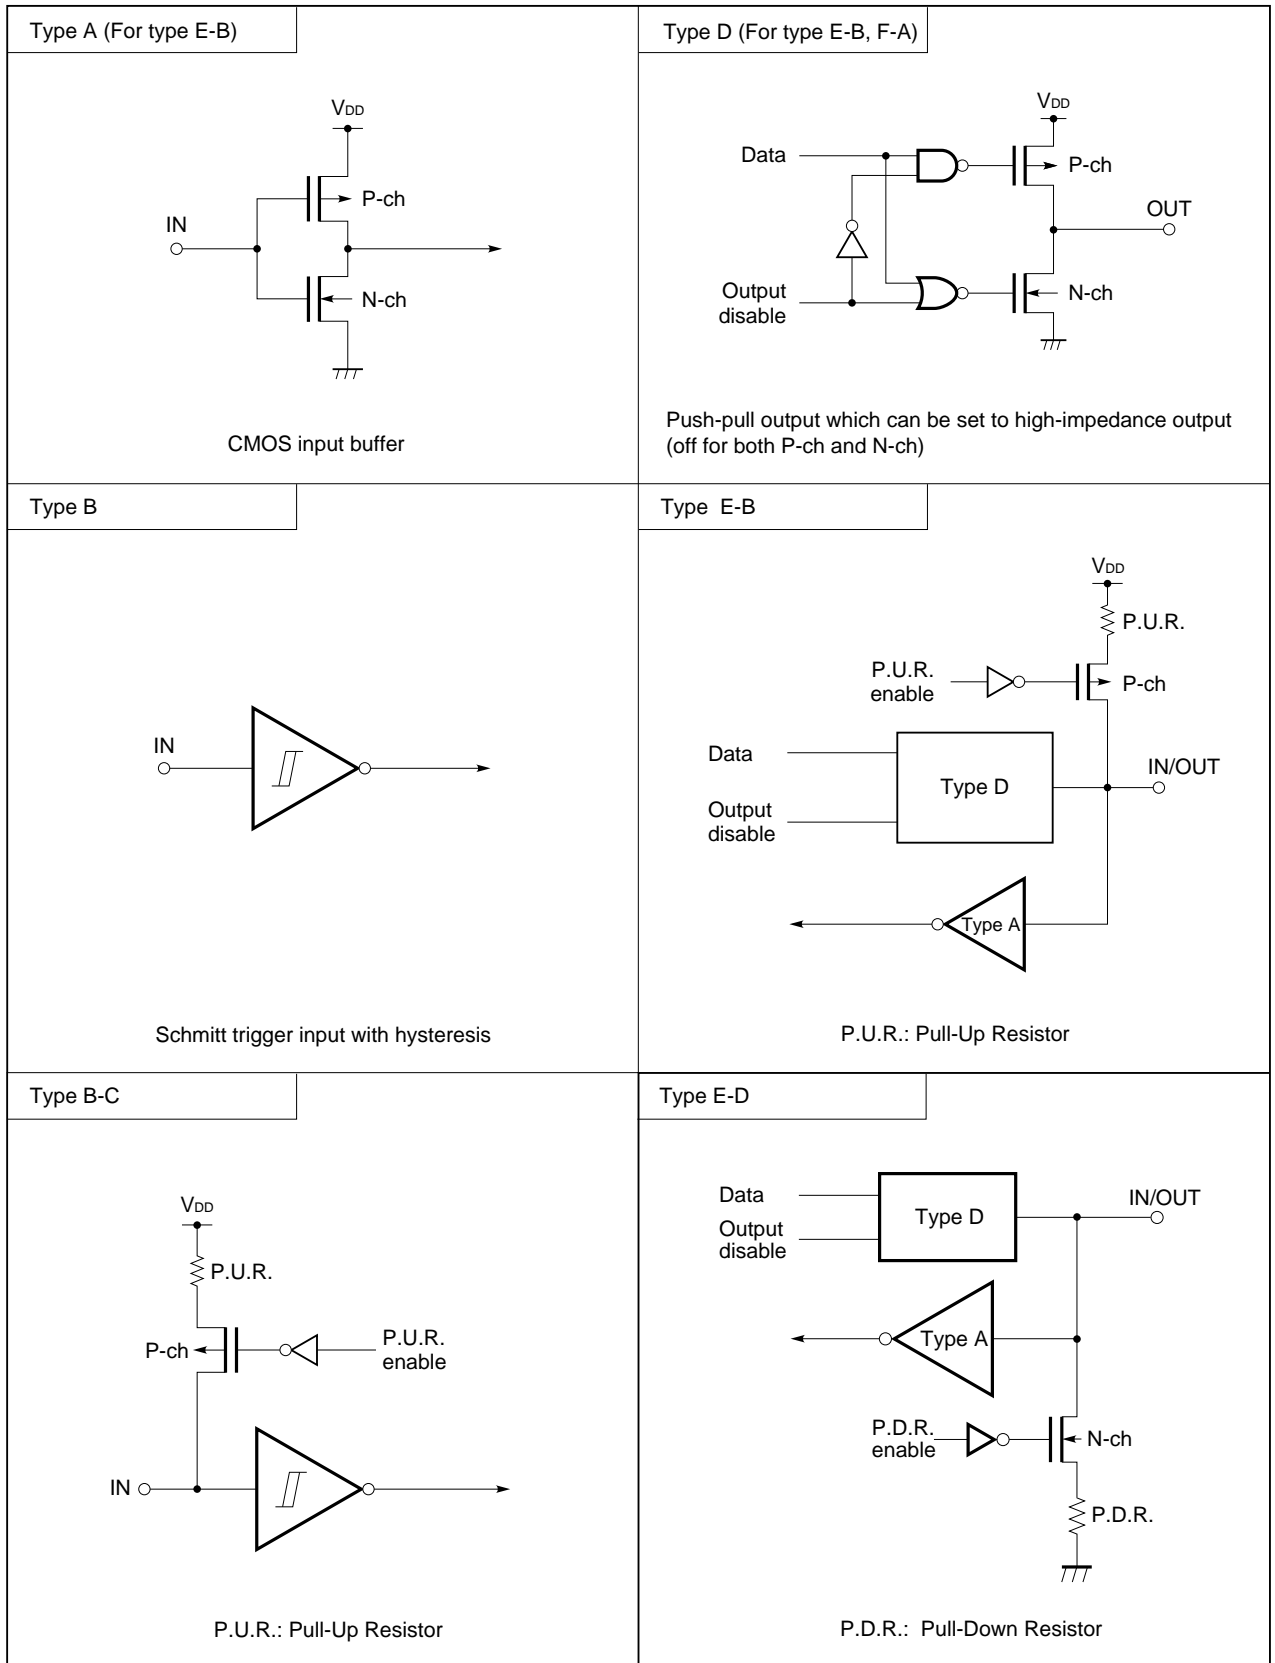 Type A (For type E-B)
VDD
P-ch
IN
N-ch
CMOS input buffer
Type D (For type E-B, F-A)
VDD
Data
P-ch
OUT
Output
disable
N-ch
Push-pull output which can be set to high-impedance output
(off for both P-ch and N-ch)
Type B
IN
Schmitt trigger input with hysteresis
Type E-B
VDD
P.U.R.
P.U.R.
enable
P-ch
Data
Type D
IN/OUT
Output
disable
Type A
P.U.R.: Pull-Up Resistor
Type B-C
VDD
P.U.R.
P-ch
P.U.R.
enable
IN
P.U.R.: Pull-Up Resistor
Type E-D
Data
Type D
IN/OUT
Output
disable
Type A
P.D.R.
enable
N-ch
P.D.R.
P.D.R.: Pull-Down Resistor